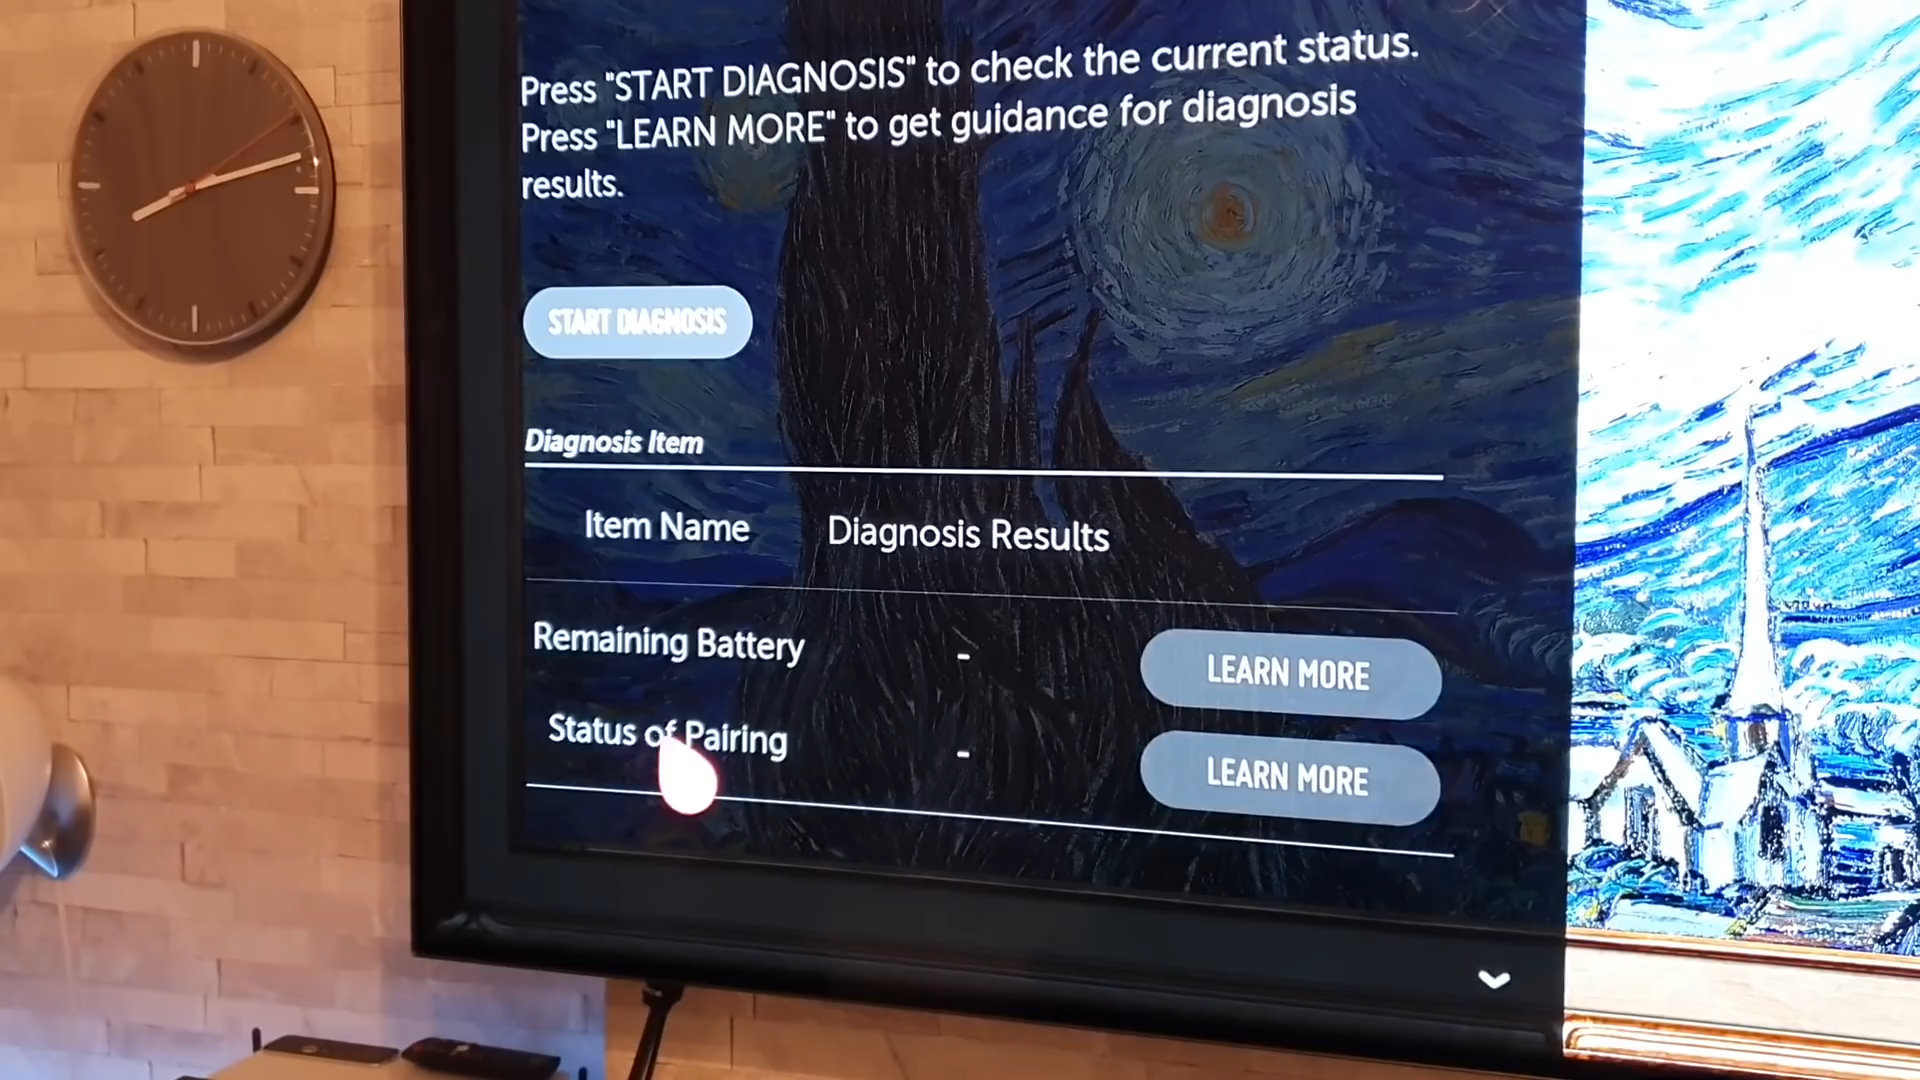 Press "START DIAGNOSIS" to check the current status.
Press "LEARN MORE" to get guidance for diagnosis
results.
START DIAGNOSIS
Diagnosis Item
Item Name Diagnosis Results
Remaining Battery - LEARN MORE
Status of Pairing - LEARN MORE